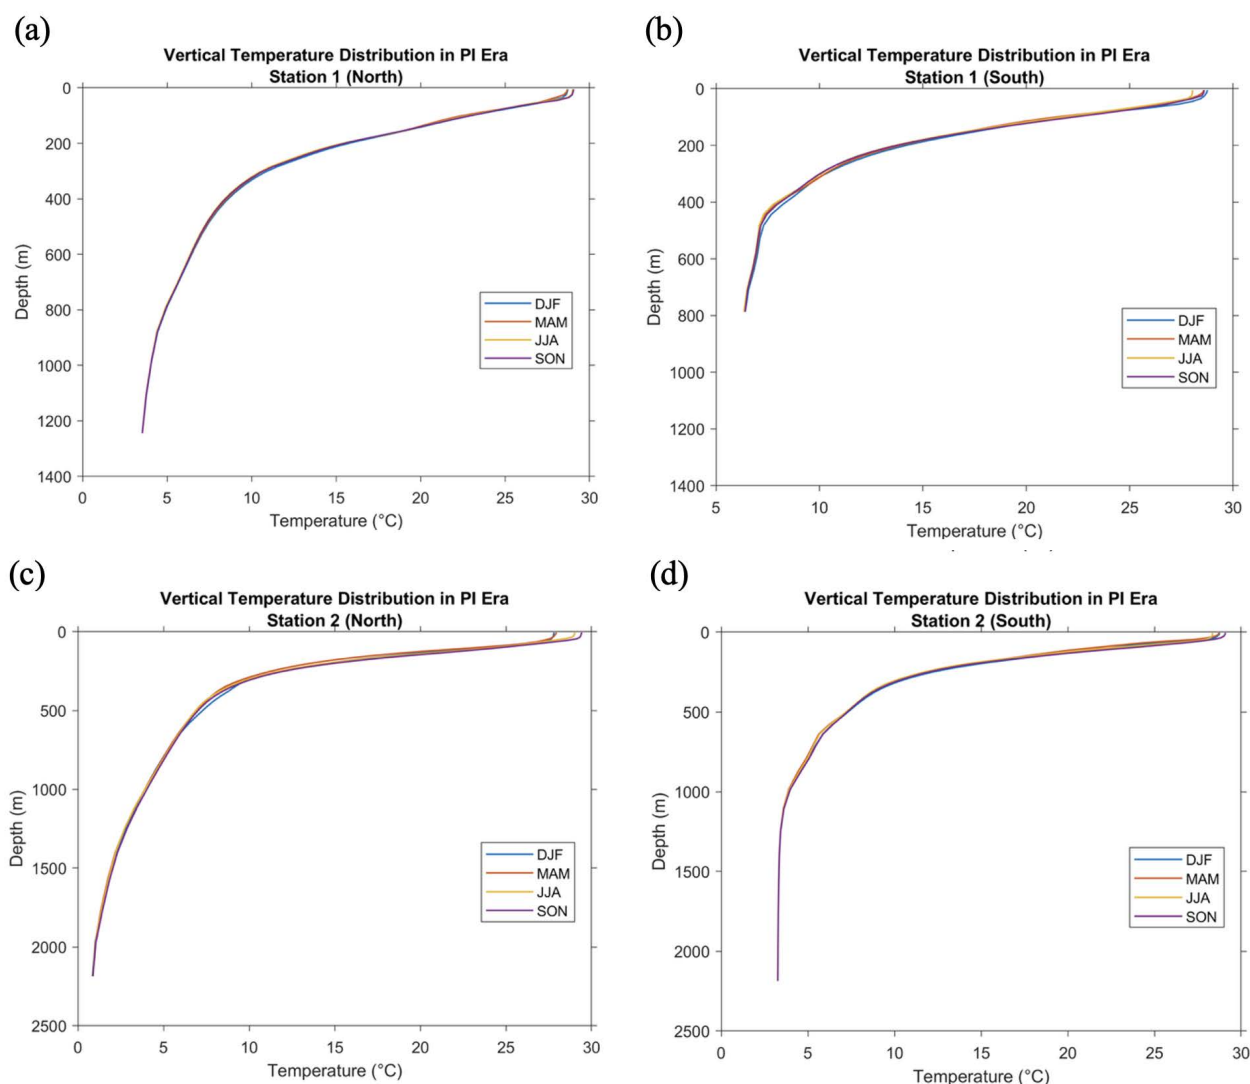 (a)
Vertical Temperature Distribution in PI Era
Station 1 (North)
0
200
400
600
800
1000
1200
1400
Depth (m)
DJF
MAM
JJA
SON
0 5 10 15 20 25 30
Temperature (°C)
(b)
Vertical Temperature Distribution in PI Era
Station 1 (South)
0
200
400
600
800
1000
1200
1400
Depth (m)
DJF
MAM
JJA
SON
5 10 15 20 25 30
Temperature (°C)
(c)
Vertical Temperature Distribution in PI Era
Station 2 (North)
0
500
1000
1500
2000
2500
Depth (m)
DJF
MAM
JJA
SON
0 5 10 15 20 25 30
Temperature (°C)
(d)
Vertical Temperature Distribution in PI Era
Station 2 (South)
0
500
1000
1500
2000
2500
Depth (m)
DJF
MAM
JJA
SON
0 5 10 15 20 25 30
Temperature (°C)